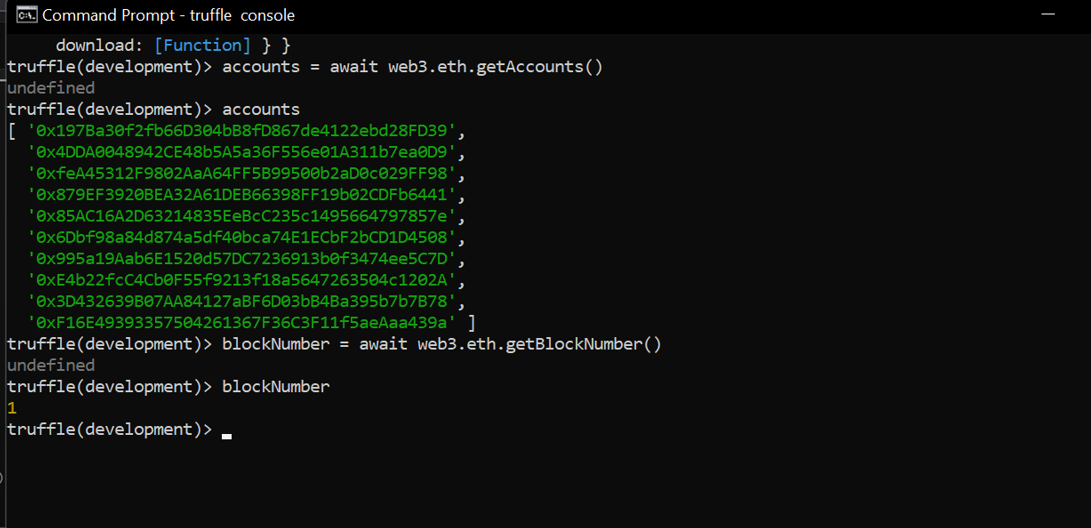 Command Prompt - truffle console
download: [Function] } }
truffle(development)> accounts = await web3.eth.getAccounts()
undefined
truffle(development)> accounts
[ '0x197Ba30f2fb66D304bB8fD867de4122ebd28FD39',
'0x4DDA0048942CE48b5A5a36F556e01A311b7ea0D9',
'0xfeA45312F9802AaA64FF5B99500b2aD0c029FF98',
'0x879EF3920BEA32A61DEB66398FF19b02CDFb6441',
'0x85AC16A2D63214835EeBcC235c1495664797857e',
'0x6Dbf98a84d874a5df40bca74E1ECbF2bCD1D4508',
'0x995a19Aab6E1520d57DC7236913b0f3474ee5C7D',
'0xE4b22fcC4Cb0F55f9213f18a5647263504c1202A',
'0x3D432639B07AA84127aBF6D03bB4Ba395b7b7B78',
'0xF16E49393357504261367F36C3F11f5aeAaa439a' ]
truffle(development)> blockNumber = await web3.eth.getBlockNumber()
undefined
truffle(development)> blockNumber
1
truffle(development)>